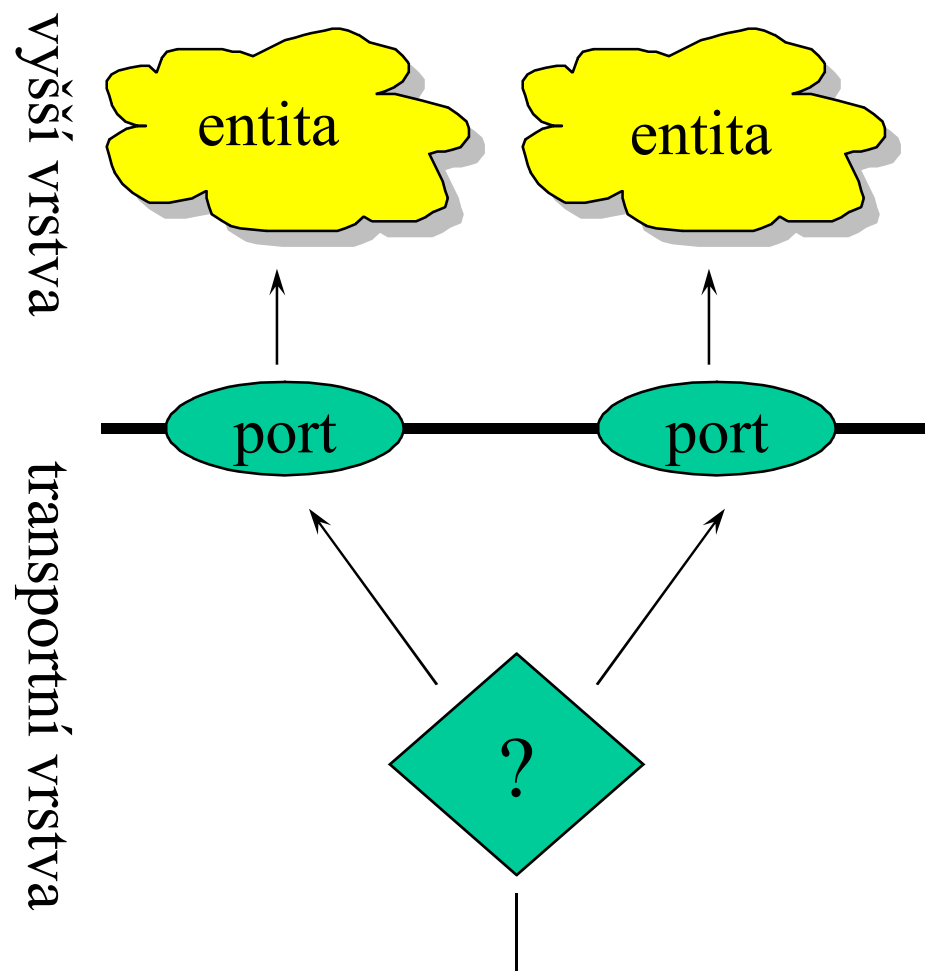 vyšší vrstva
entita
entita
port
port
transportní vrstva
?